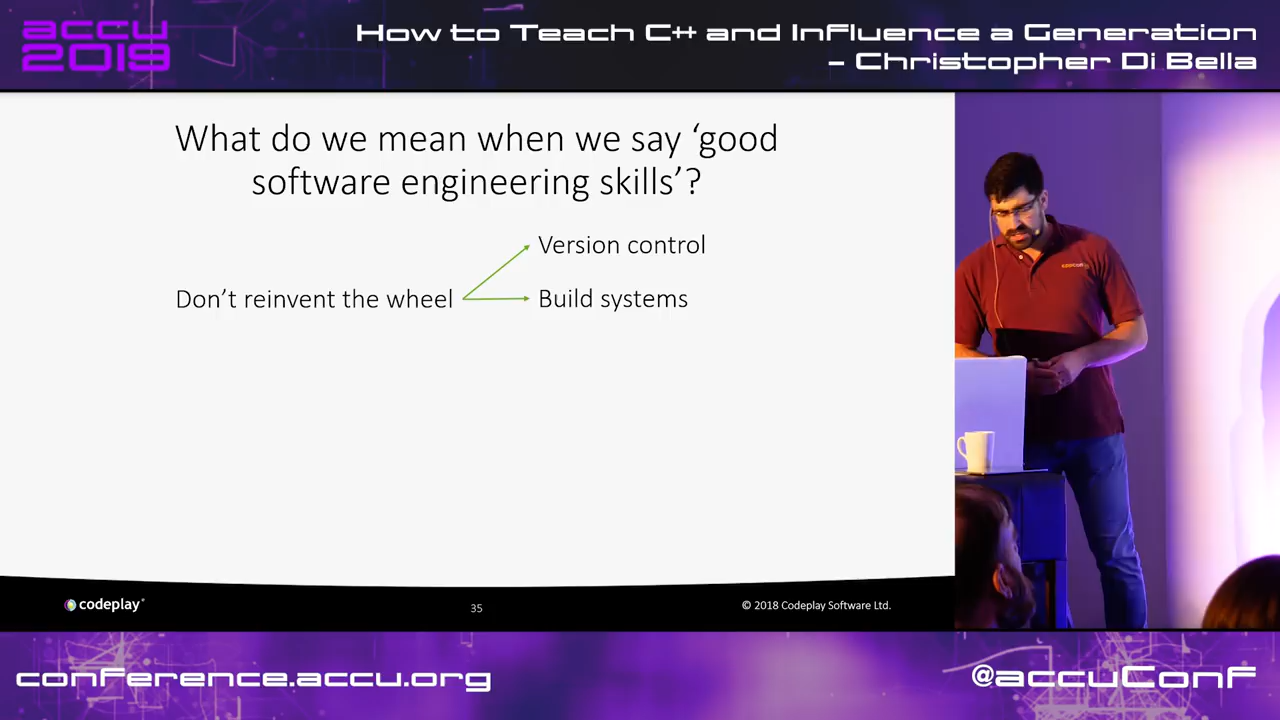 accu
2019
How to Teach C++ and Influence a Generation
– Christopher Di Bella
What do we mean when we say ‘good
software engineering skills’?
Version control
Don’t reinvent the wheel
Build systems
codeplay®
35
© 2018 Codeplay Software Ltd.
conference.accu.org
@accuConf